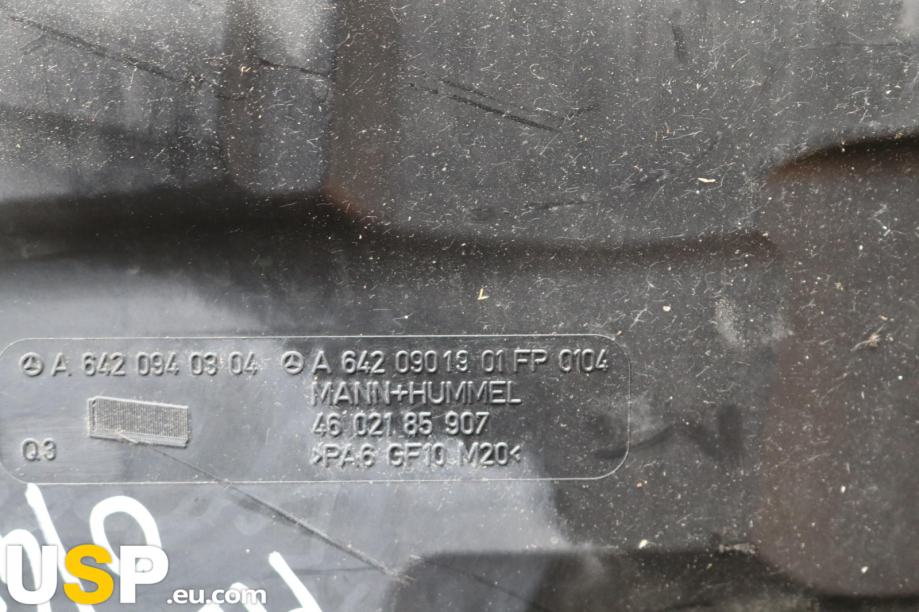 A 642 094 03 04 A 642 090 19 01 FP 0104
MANN+HUMMEL
46 021 85 907
Q3 >PA6 GF10 M20<
USP.eu.com